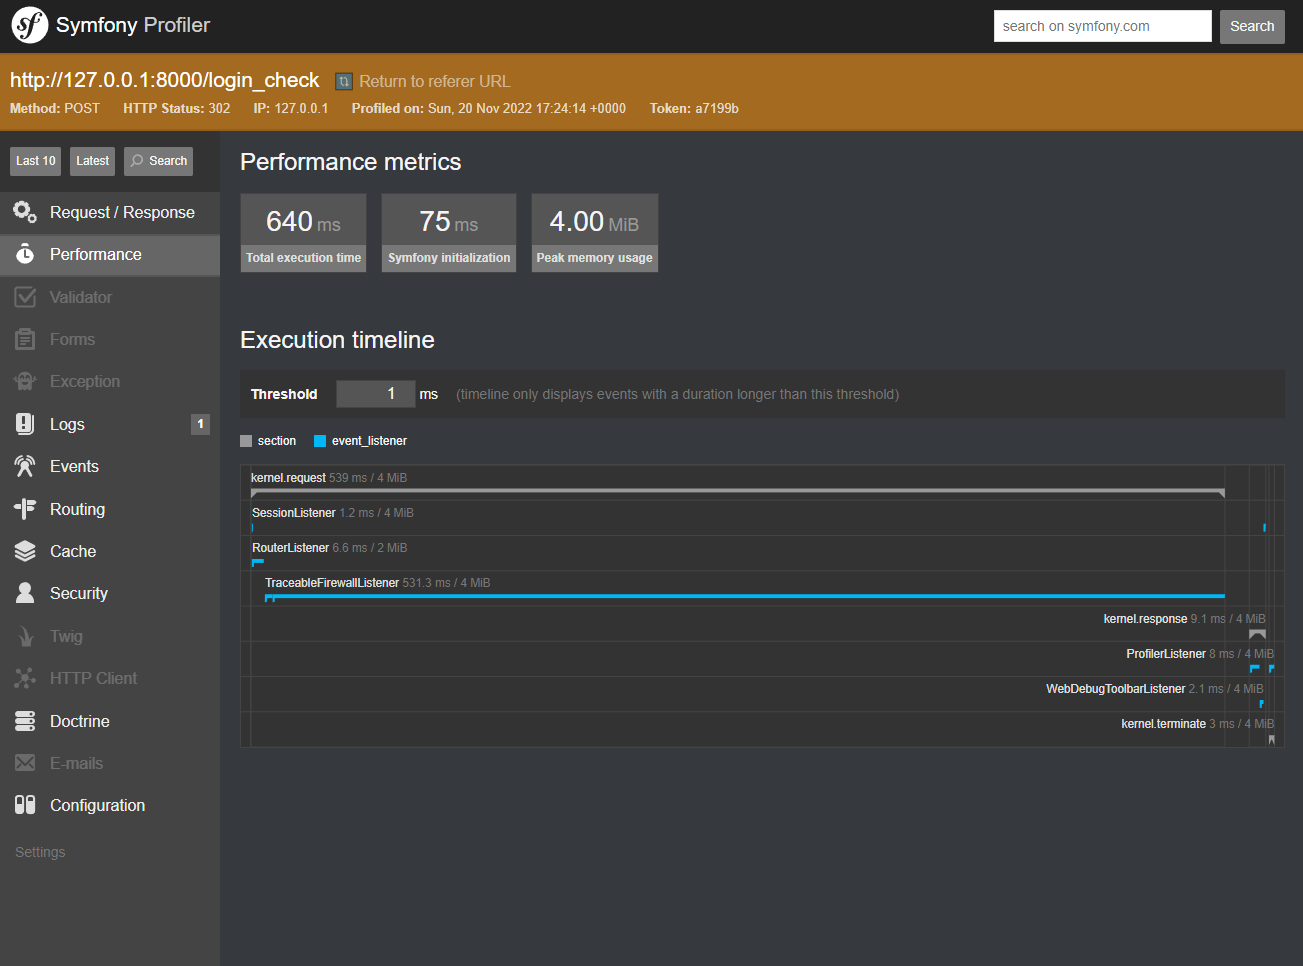 Symfony Profiler
search on symfony.com
Search
http://127.0.0.1:8000/login_check
Return to referer URL
Method: POST HTTP Status: 302 IP: 127.0.0.1 Profiled on: Sun, 20 Nov 2022 17:24:14 +0000 Token: a7199b
Last 10
Latest
Search
Request / Response
Performance
Validator
Forms
Exception
Logs
1
Events
Routing
Cache
Security
Twig
HTTP Client
Doctrine
E-mails
Configuration
Settings
Performance metrics
640 ms
Total execution time
75 ms
Symfony initialization
4.00 MiB
Peak memory usage
Execution timeline
Threshold 1 ms (timeline only displays events with a duration longer than this threshold)
section
event_listener
kernel.request 539 ms / 4 MiB
SessionListener 1.2 ms / 4 MiB
RouterListener 6.6 ms / 2 MiB
TraceableFirewallListener 531.3 ms / 4 MiB
kernel.response 9.1 ms / 4 MiB
ProfilerListener 8 ms / 4 MiB
WebDebugToolbarListener 2.1 ms / 4 MiB
kernel.terminate 3 ms / 4 MiB